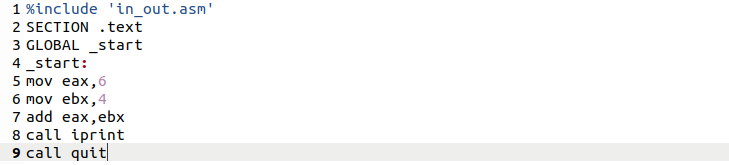 1 %include 'in_out.asm'
2 SECTION .text
3 GLOBAL _start
4 _start:
5 mov eax,6
6 mov ebx,4
7 add eax,ebx
8 call iprint
9 call quit